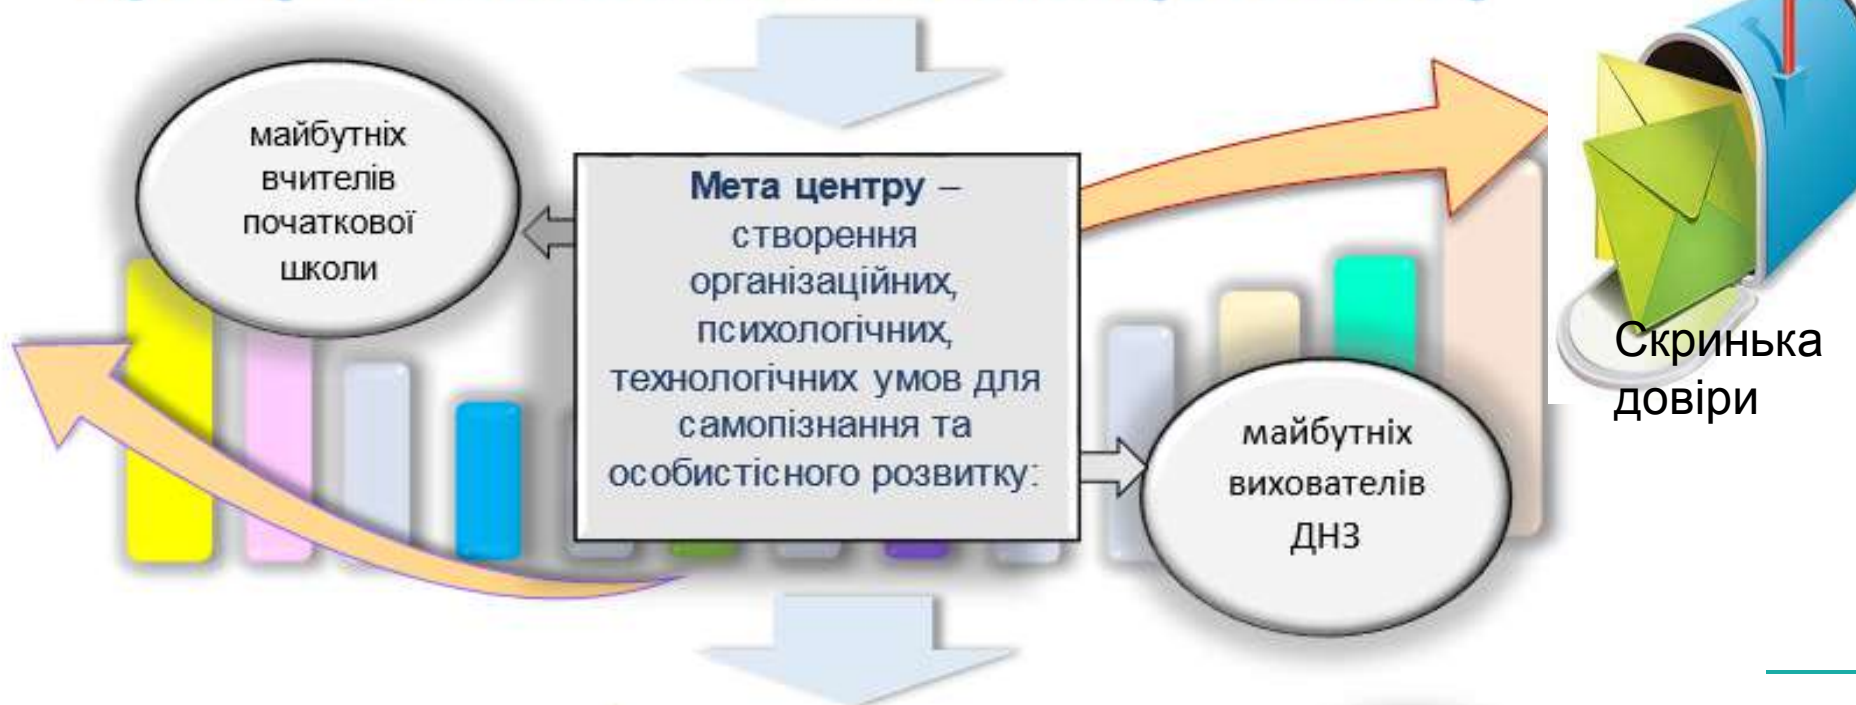 майбутніх
вчителів
початкової
школи
Мета центру –
створення
організаційних,
психологічних,
технологічних умов для
самопізнання та
особистісного розвитку:
майбутніх
вихователів
ДНЗ
Скринька
довіри